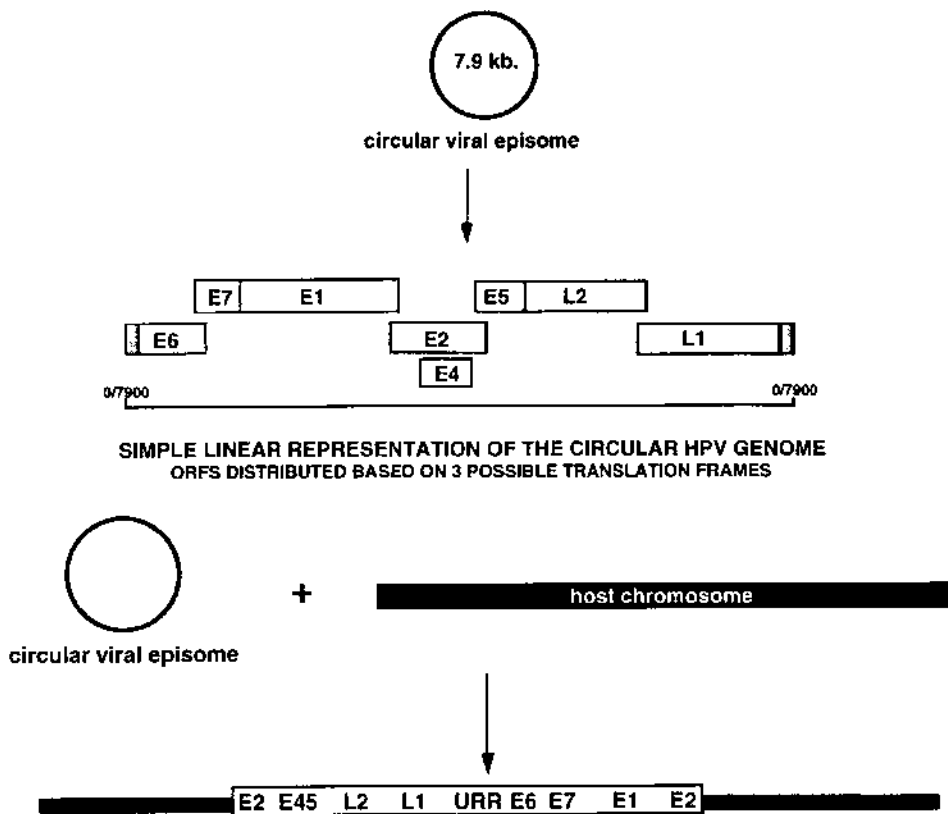 7.9 kb.
circular viral episome
E7 E1 E5 L2
E6 E2 L1
E4
0/7900 0/7900
SIMPLE LINEAR REPRESENTATION OF THE CIRCULAR HPV GENOME
ORFS DISTRIBUTED BASED ON 3 POSSIBLE TRANSLATION FRAMES
+ host chromosome
circular viral episome
E2 E45 L2 L1 URR E6 E7 E1 E2